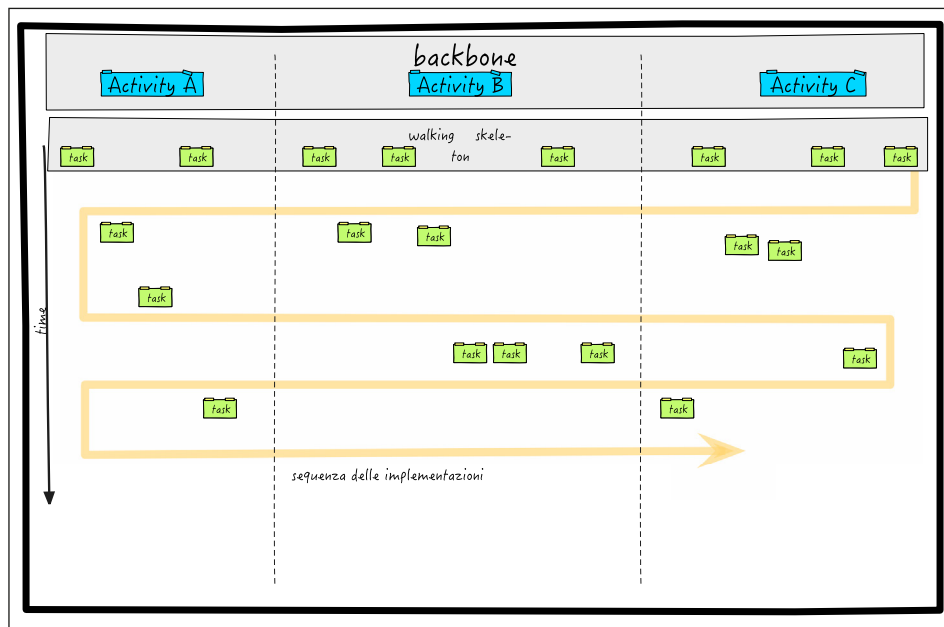 backbone
Activity A
Activity B
Activity C
walking skele-
ton
task
task
task
task
task
task
task
task
task
task
task
task
task
task
time
task
task
task
task
task
task
sequenza delle implementazioni